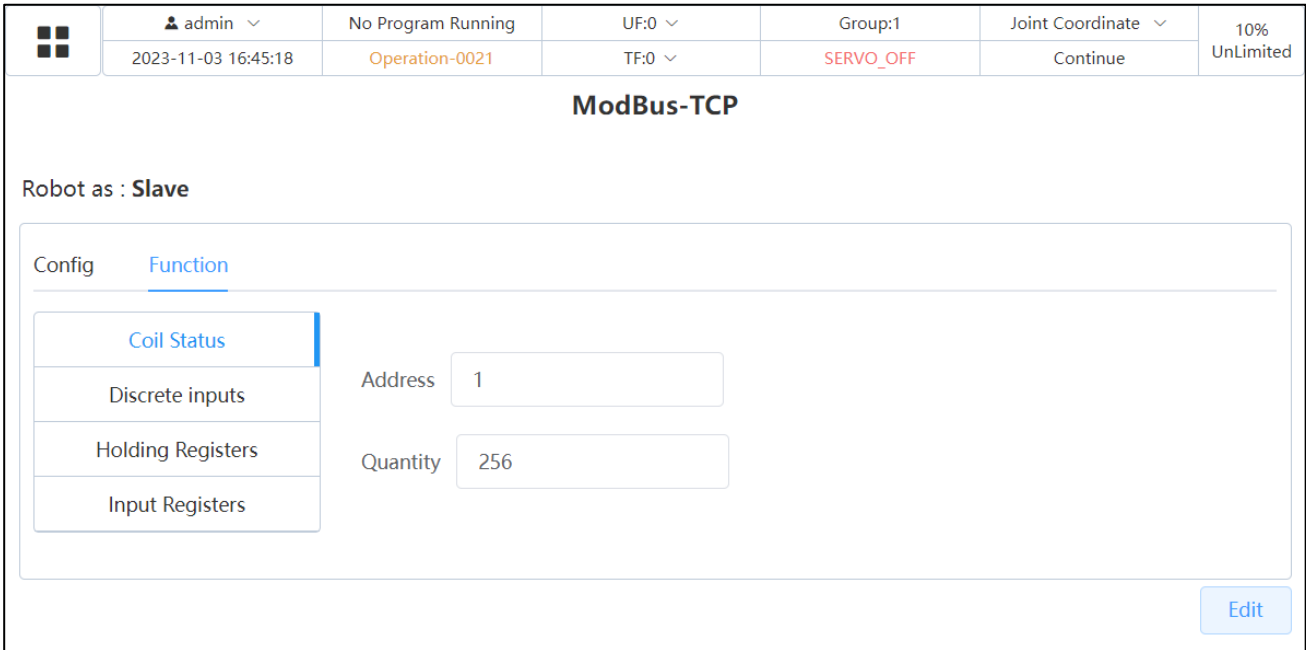 admin No Program Running UF:0 Group:1 Joint Coordinate 10%
2023-11-03 16:45:18 Operation-0021 TF:0 SERVO_OFF Continue UnLimited
ModBus-TCP
Robot as : Slave
Config Function
Coil Status
Discrete inputs
Holding Registers
Input Registers
Address 1
Quantity 256
Edit